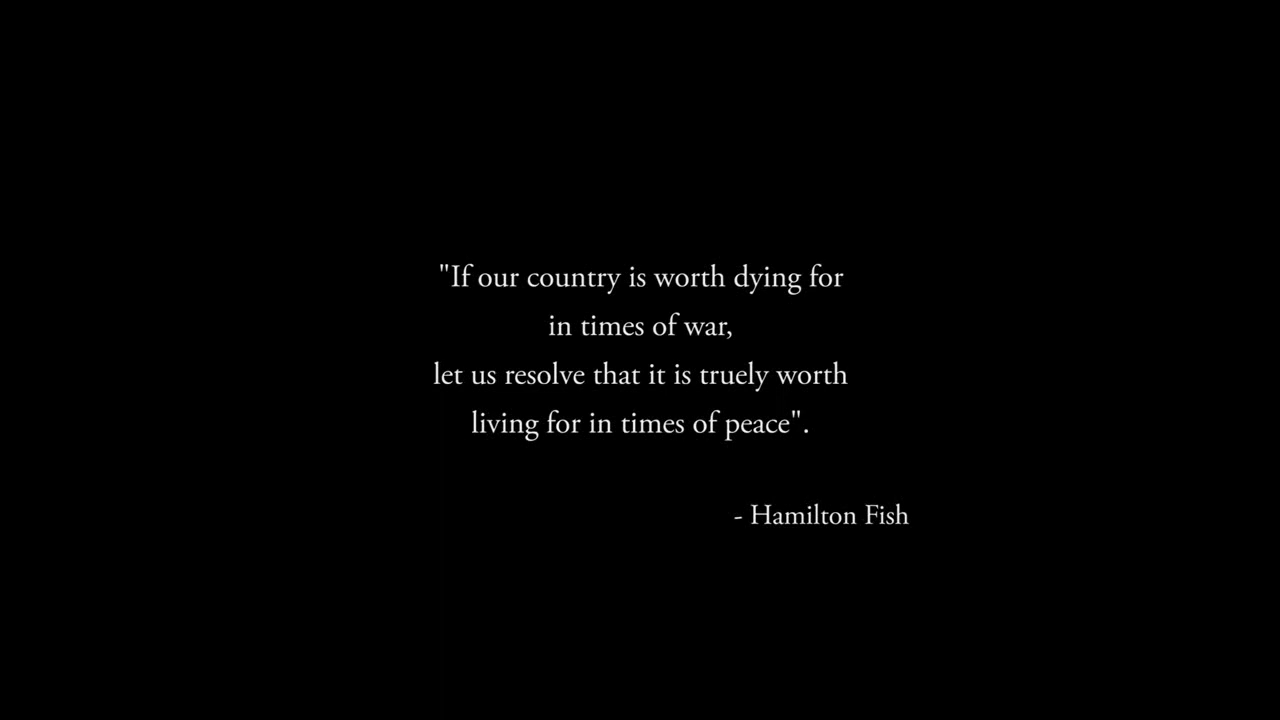 "If our country is worth dying for
in times of war,
let us resolve that it is truely worth
living for in times of peace".
- Hamilton Fish